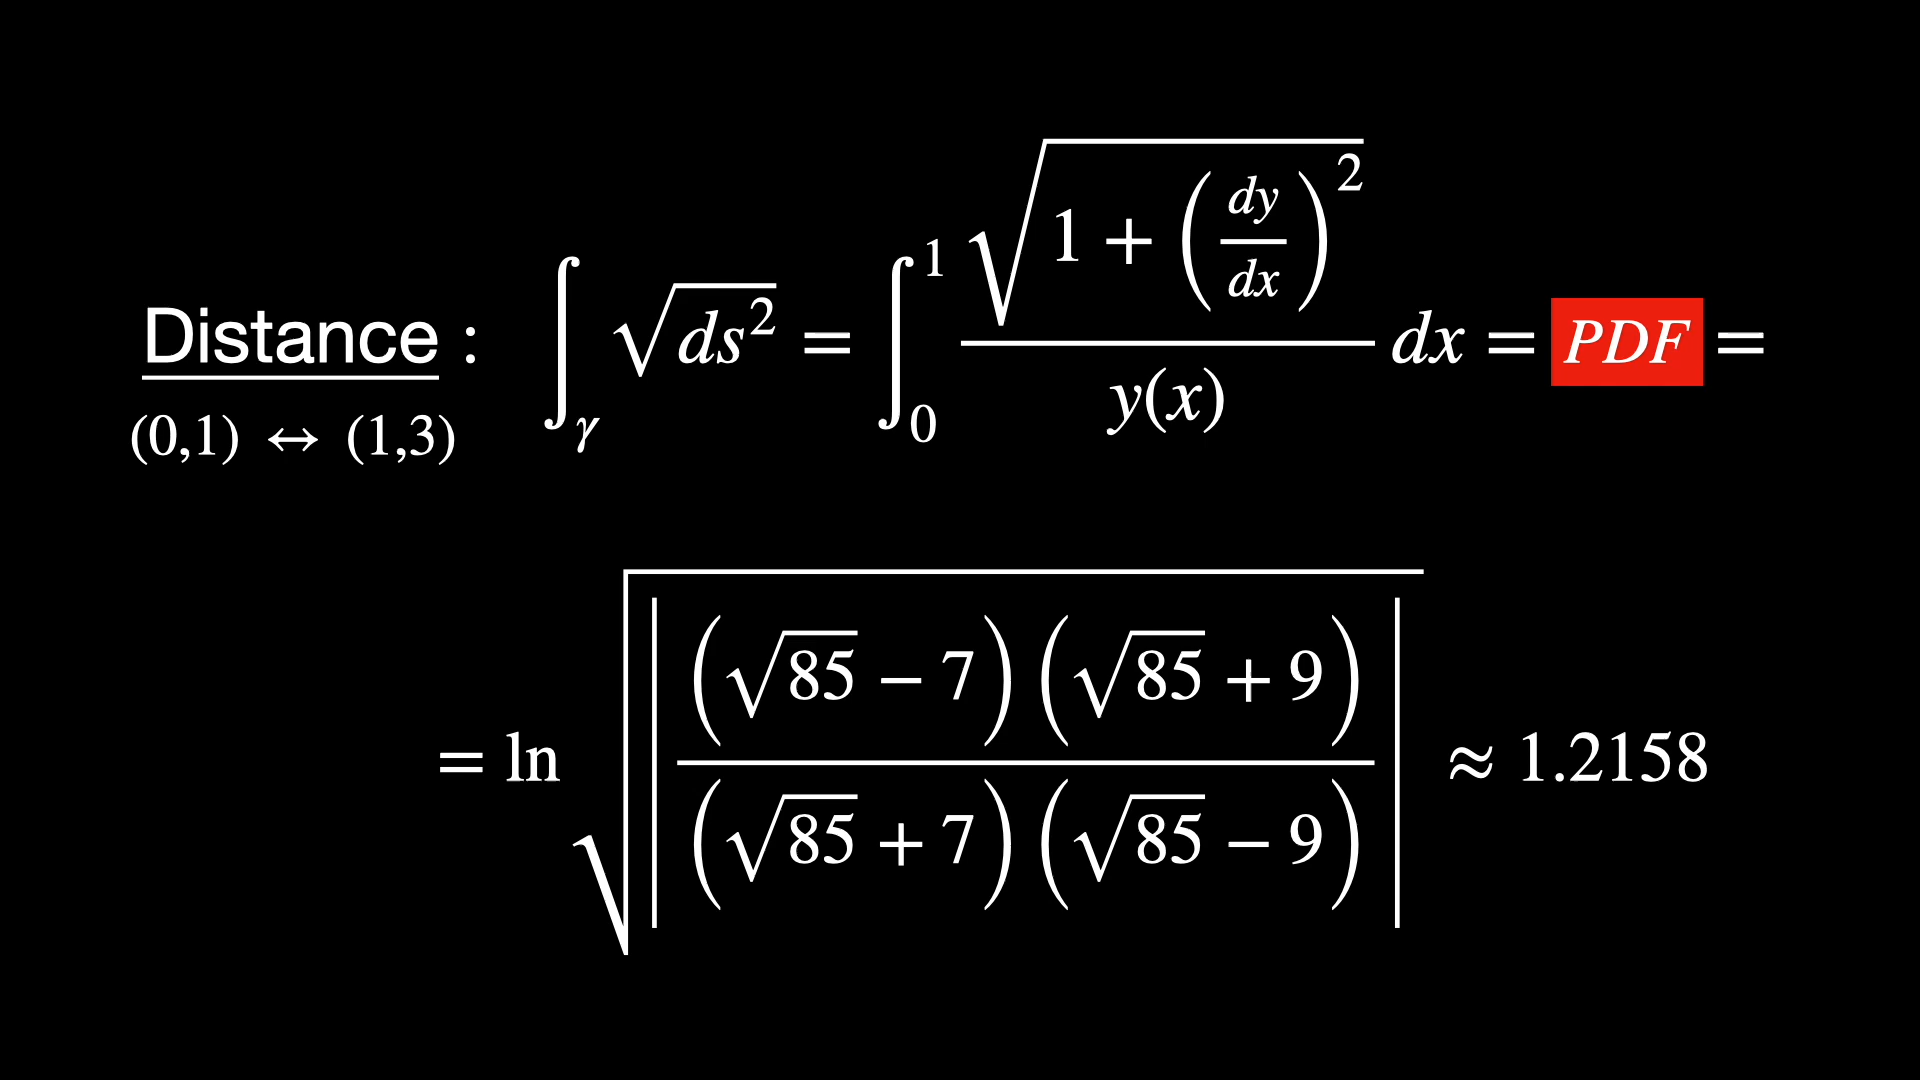 Distance : ∫_γ √(ds²) = ∫_0^1 √(1 + (dy/dx)²) / y(x) dx = PDF =
(0,1) ↔ (1,3)
= ln √| (√85 − 7) (√85 + 9) / (√85 + 7) (√85 − 9) | ≈ 1.2158